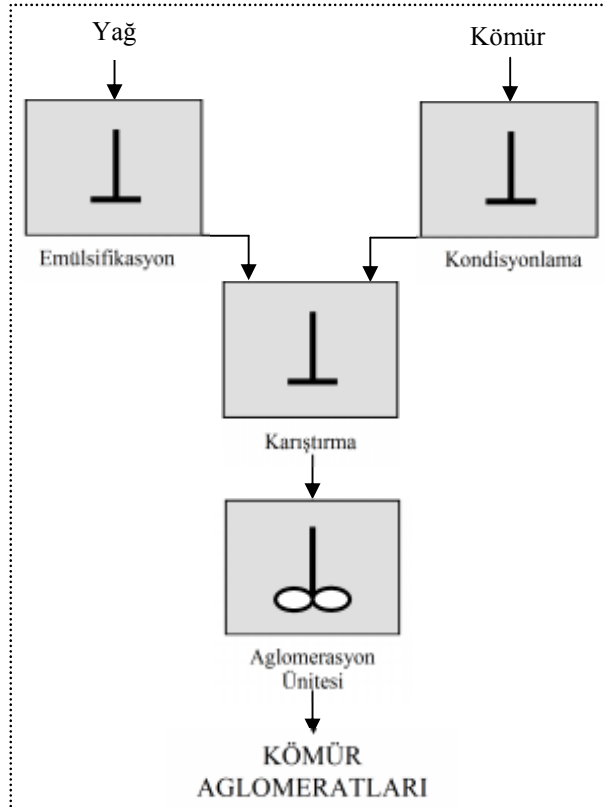 Yağ
Kömür
Emülsifikasyon
Kondisyonlama
Karıştırma
Aglomerasyon
Ünitesi
KÖMÜR
AGLOMERATLARI